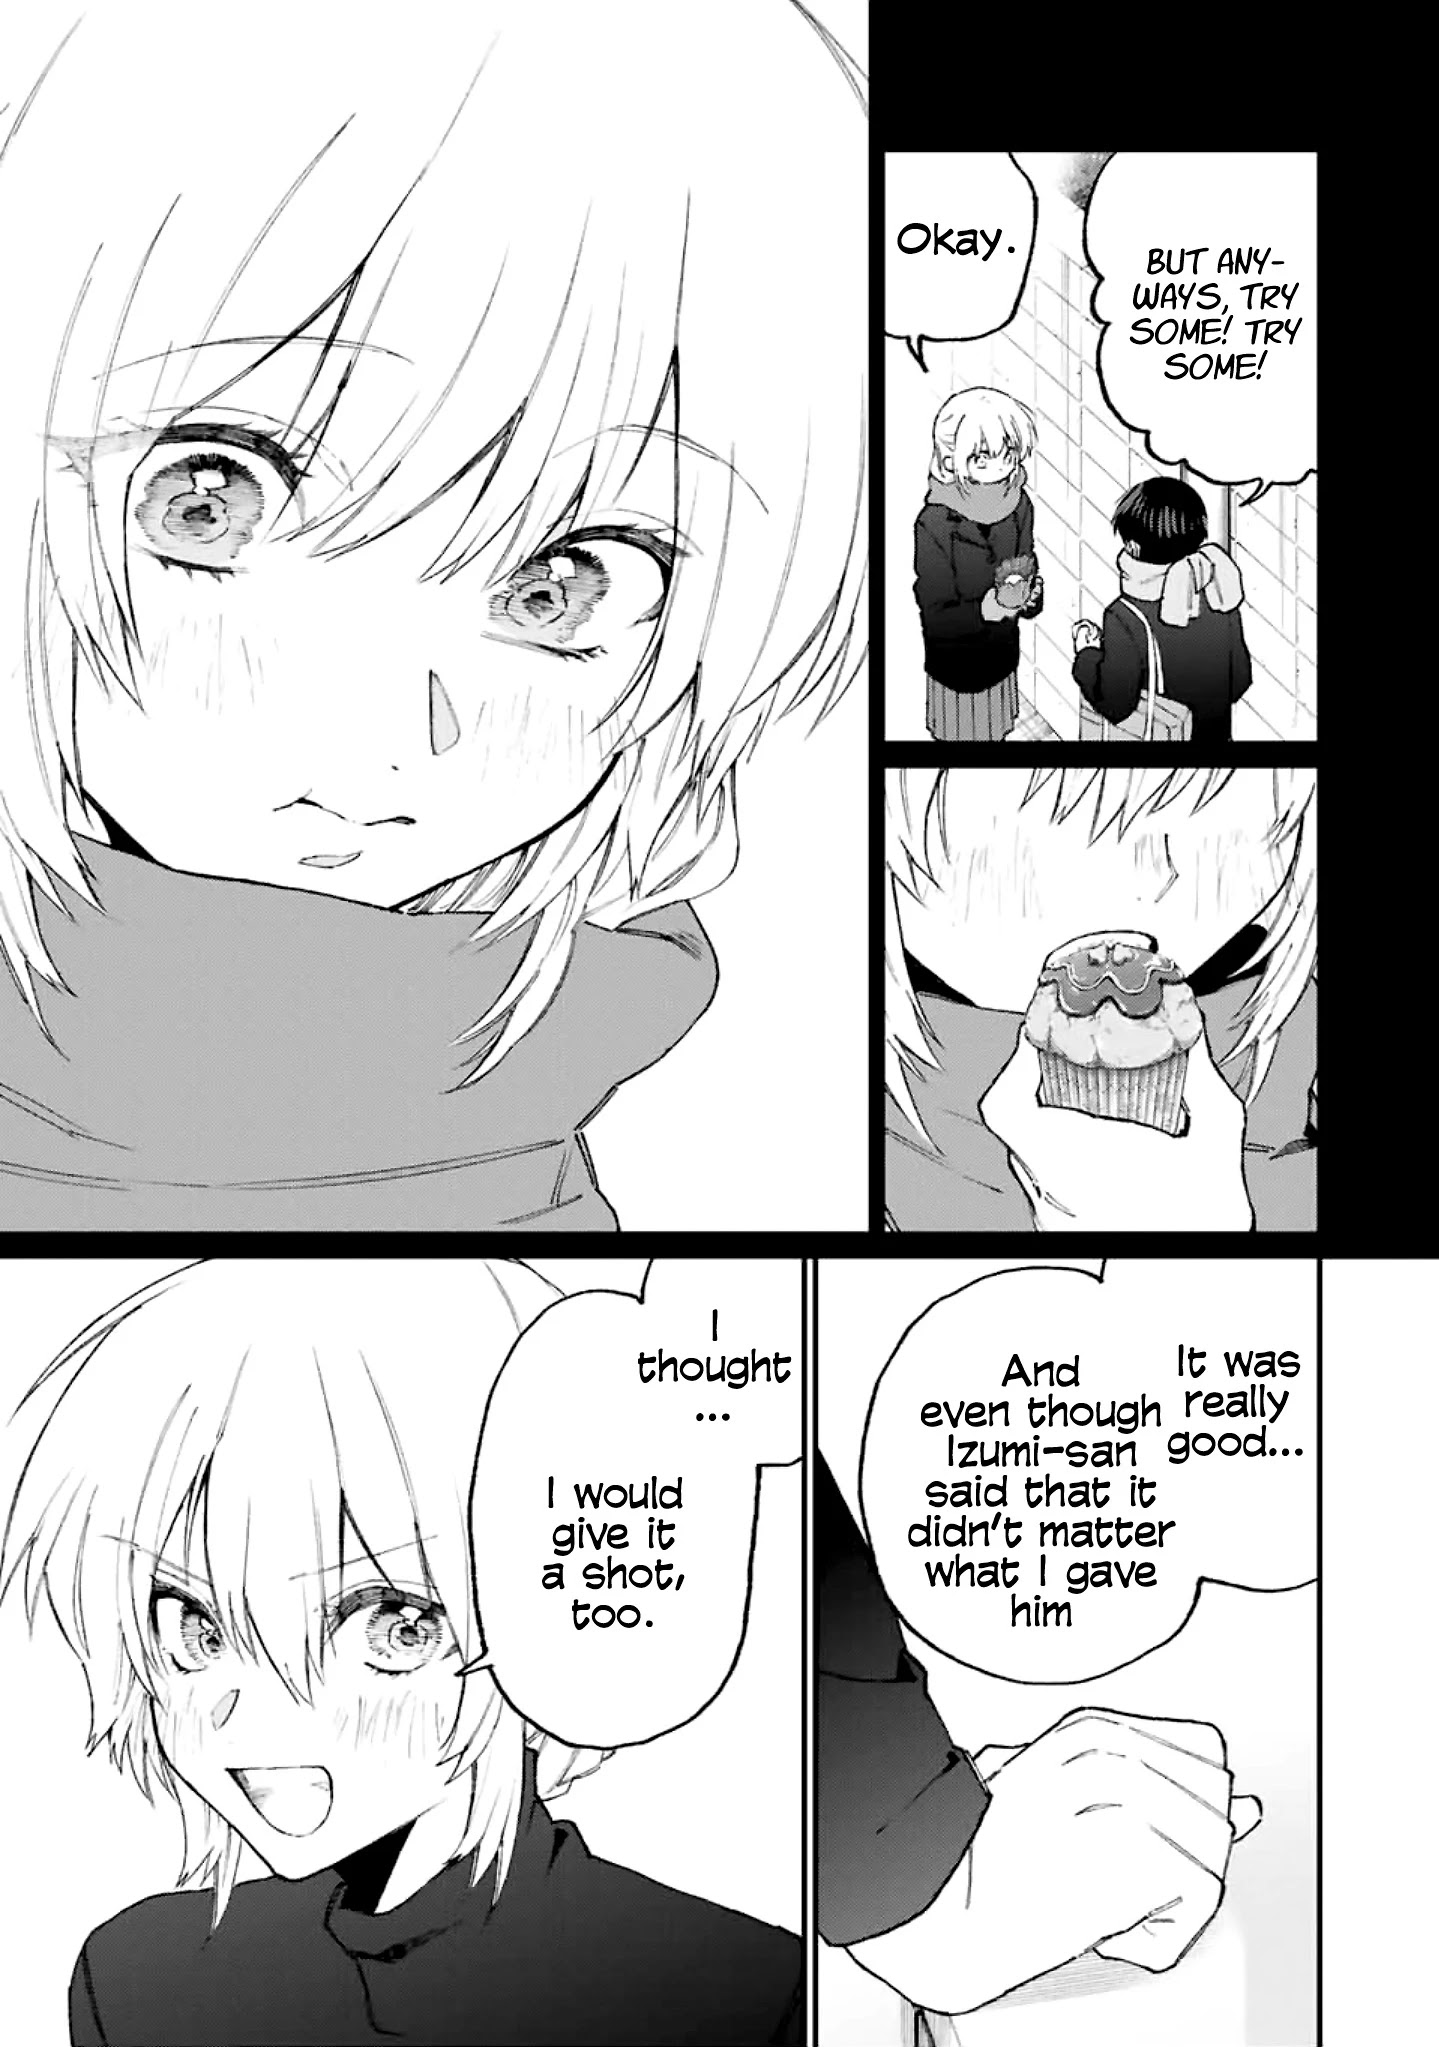 BUT ANY-
WAYS, TRY
SOME! TRY
SOME!
Okay.
It was
really
good...
And
even though
Izumi-san
said that it
didn't matter
what I gave
him
I
thought
...
I would
give it
a shot,
too.